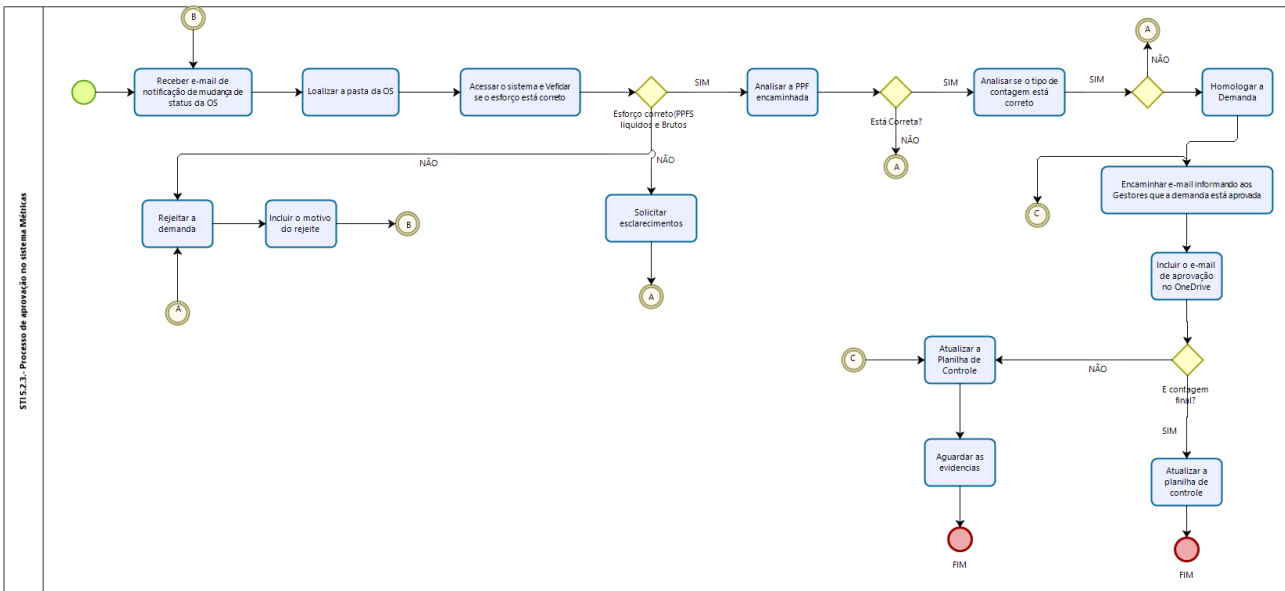 STI 5.2.3.- Processo de aprovação no sistema Métricas
B
A
Receber e-mail de
notificação de mudança de
status da OS
Loalizar a pasta da OS
Acessar o sistema e Vefidar
se o esforço está correto
Esforço correto(PPFS
liquidos e Brutos
SIM
Analisar a PPF
encaminhada
Está Correta?
SIM
Analisar se o tipo de
contagem está
correto
SIM
NÃO
Homologar a
Demanda
NÃO
NÃO
NÃO
A
Rejeitar a
demanda
Incluir o motivo
do rejeite
B
Solicitar
esclarecimentos
C
Encaminhar e-mail informando aos
Gestores que a demanda está aprovada
A
A
Incluir o e-mail
de aprovação
no OneDrive
C
Atualizar a
Planilha de
Controle
NÃO
E contagem
final?
SIM
Aguardar as
evidencias
Atualizar a
planilha de
controle
FIM
FIM